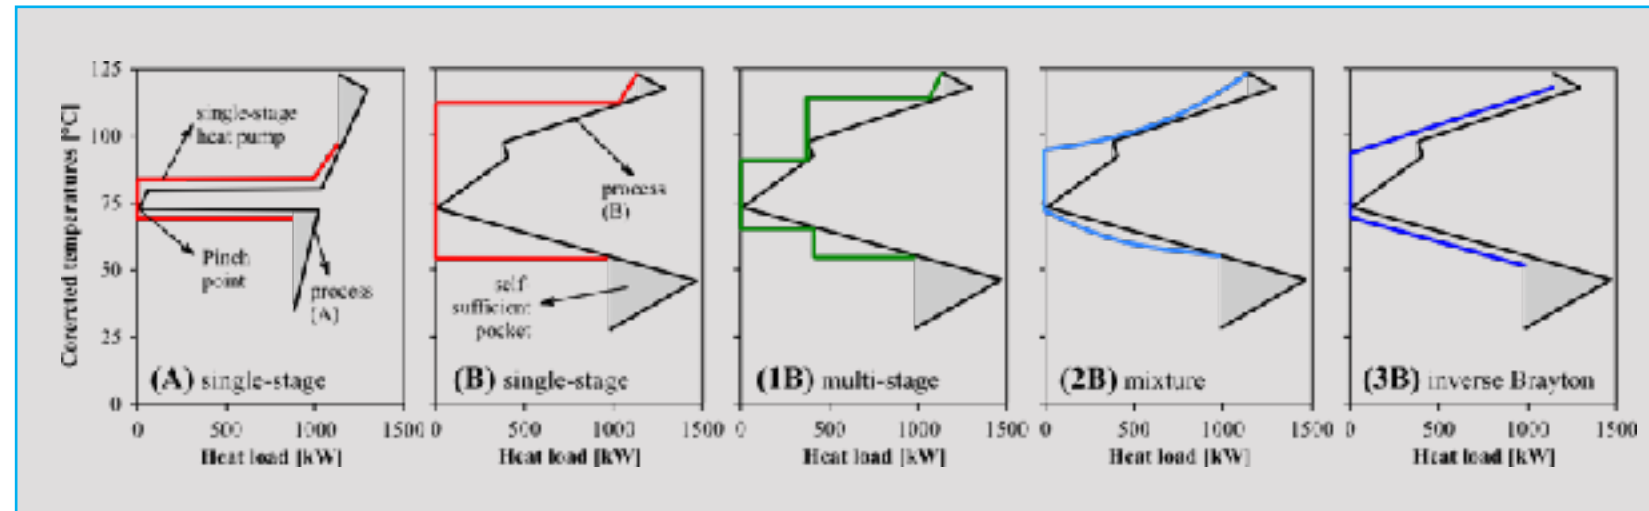 125
100
75
50
25
0
Corrected temperatures [°C]
single-stage
heat pump
Pinch
point
process
(A)
(A) single-stage
0
500
1000
1500
Heat load [kW]
process
(B)
self
sufficient
pocket
(B) single-stage
500
1000
1500
Heat load [kW]
(1B) multi-stage
0
500
1000
1500
Heat load [kW]
(2B) mixture
0
500
1000
1500
Heat load [kW]
(3B) inverse Brayton
0
500
1000
1500
Heat load [kW]